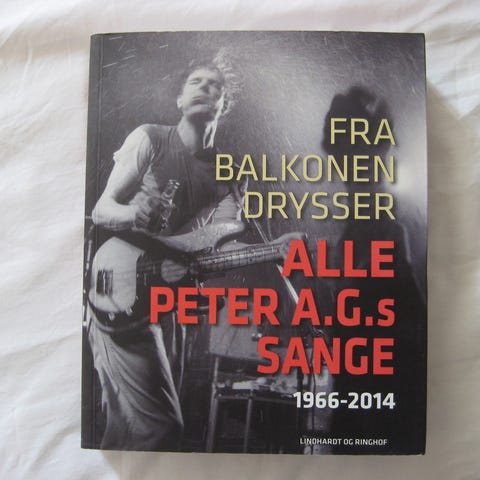 FRA
BALKONEN
DRYSSER
ALLE
PETER A.G.s
SANGE
1966-2014
LINDHARDT OG RINGHOF